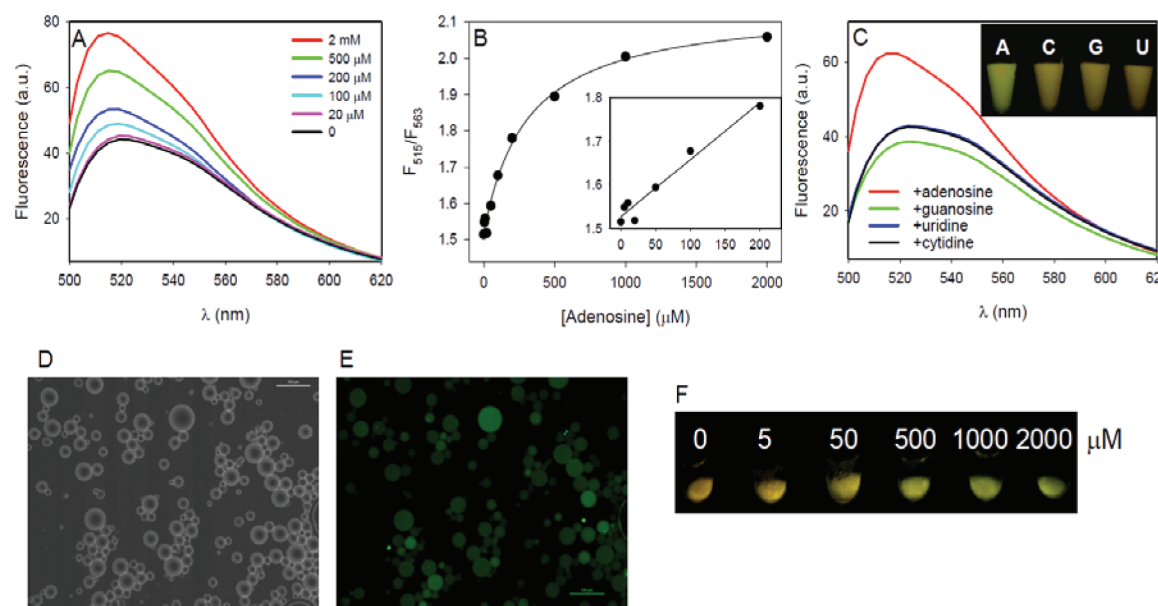 A
80
60
40
20
Fluorescence (a.u.)
500 520 540 560 580 600 620
λ (nm)
2 mM
500 μM
200 μM
100 μM
20 μM
0
B
2.1
2.0
1.9
1.8
1.7
1.6
1.5
F515/F563
0 500 1000 1500 2000
[Adenosine] (μM)
1.8
1.7
1.6
1.5
0 50 100 150 200
C
60
40
20
Fluorescence (a.u.)
500 520 540 560 580 600 620
λ (nm)
A C G U
+adenosine
+guanosine
+uridine
+cytidine
D
E
F
0 5 50 500 1000 2000 μM